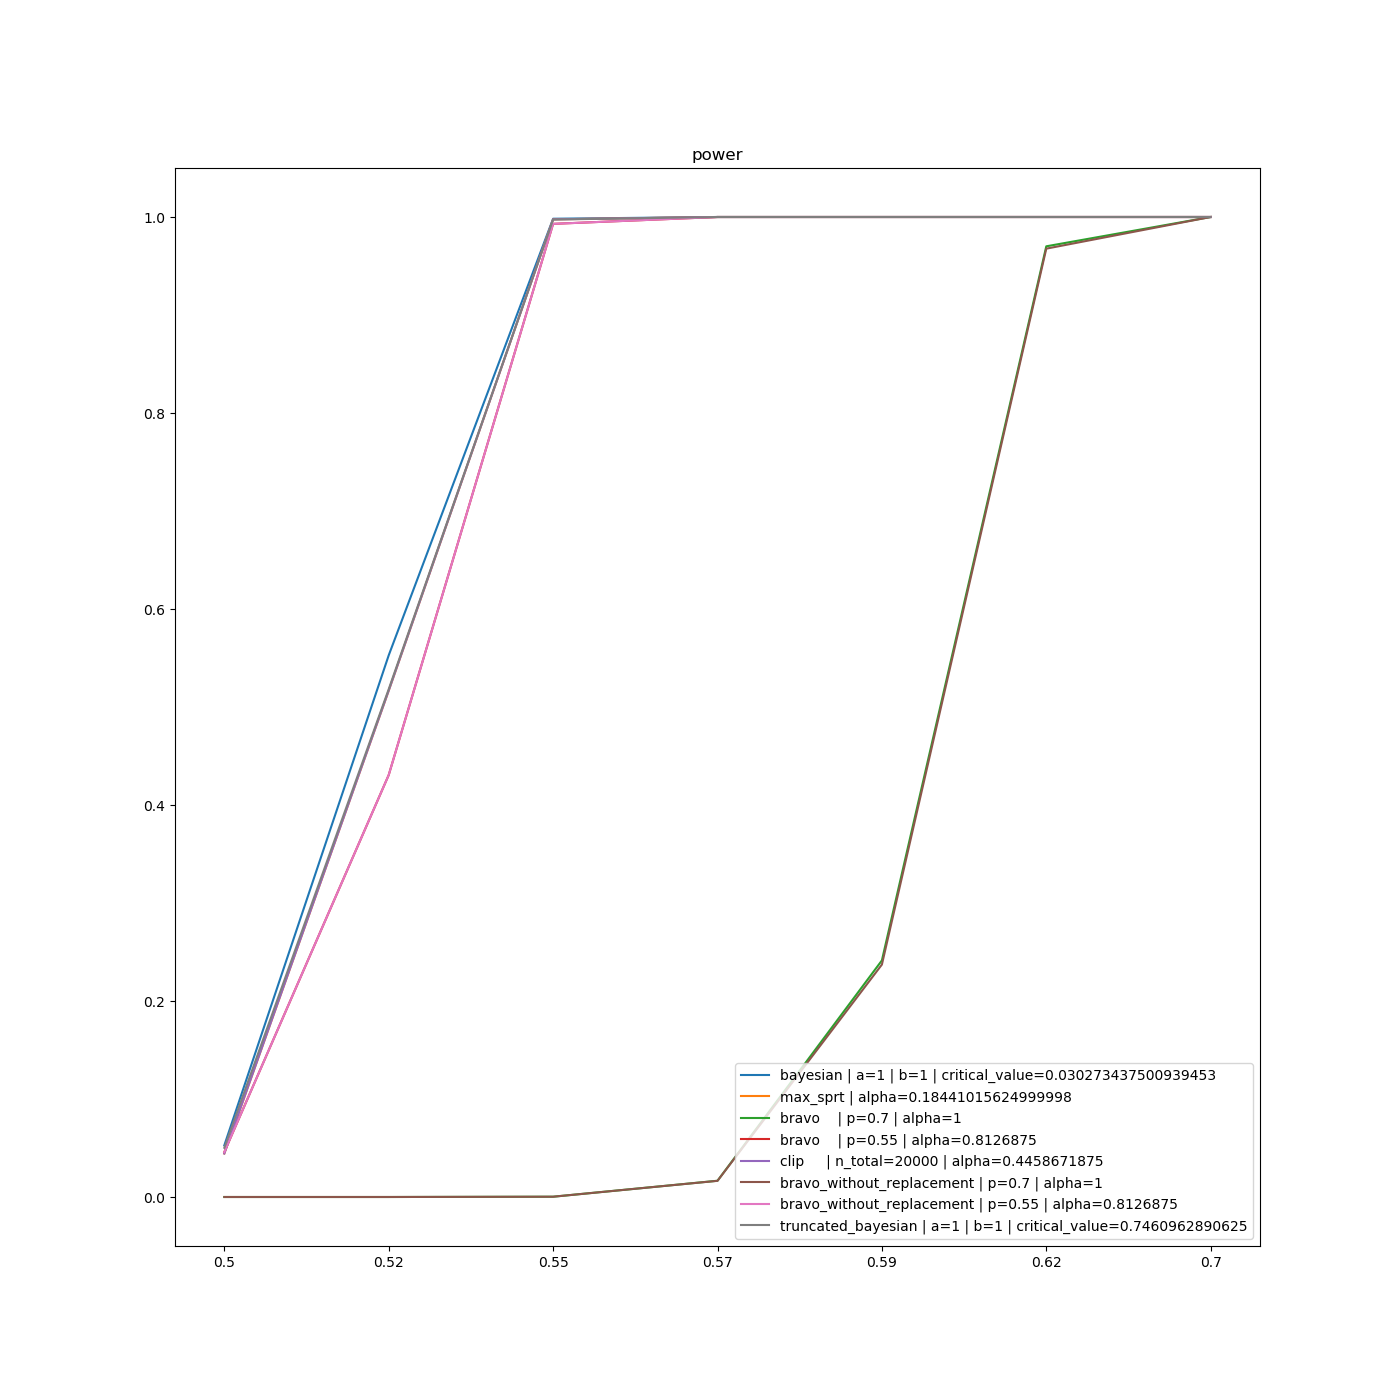 power
1.0
0.8
0.6
0.4
0.2
0.0
bayesian | a=1 | b=1 | critical_value=0.030273437500939453
max_sprt | alpha=0.18441015624999998
bravo    | p=0.7 | alpha=1
bravo    | p=0.55 | alpha=0.8126875
clip     | n_total=20000 | alpha=0.4458671875
bravo_without_replacement | p=0.7 | alpha=1
bravo_without_replacement | p=0.55 | alpha=0.8126875
truncated_bayesian | a=1 | b=1 | critical_value=0.7460962890625
0.5 0.52 0.55 0.57 0.59 0.62 0.7